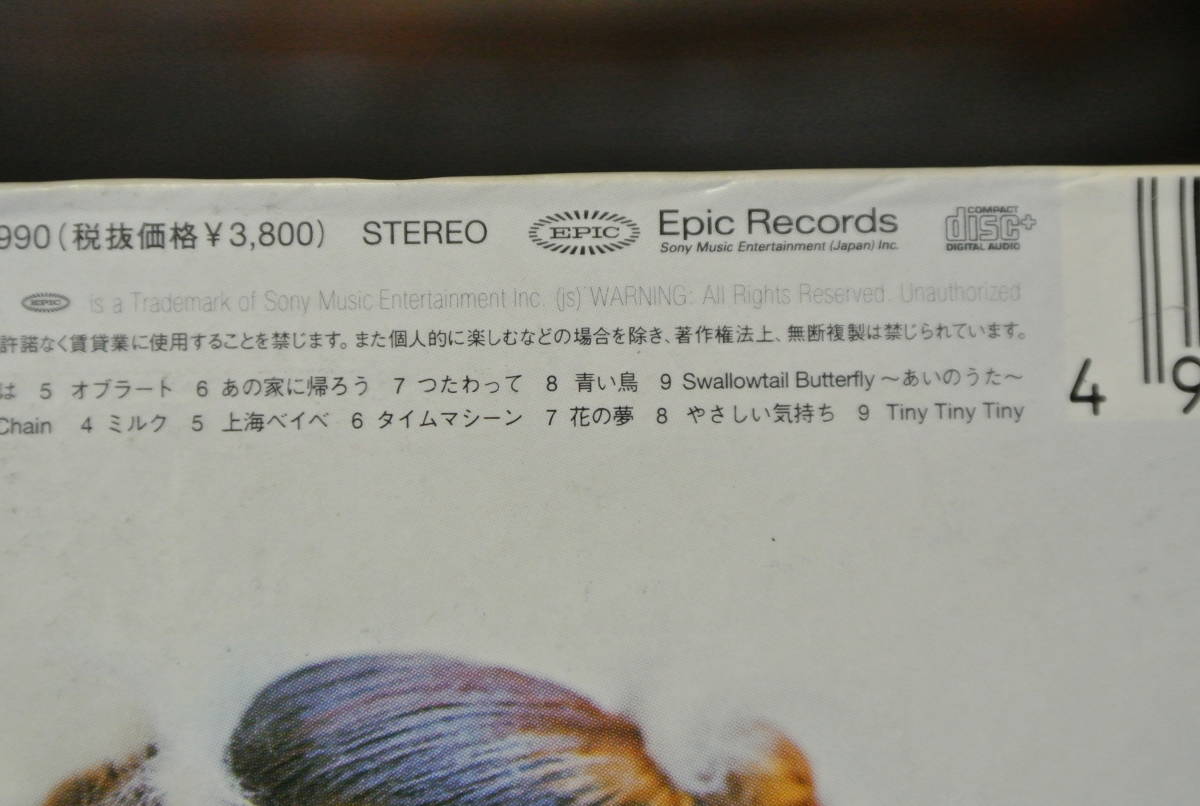 990(税抜価格¥3,800) STEREO EPIC Epic Records COMPACT
Sony Music Entertainment (Japan) Inc. disc+ DIGITAL AUDIO
EPIC is a Trademark of Sony Music Entertainment Inc. (js) WARNING: All Rights Reserved. Unauthorized
許諾なく賃貸業に使用することを禁じます。また個人的に楽しむなどの場合を除き、著作権法上、無断複製は禁じられています。
は 5 オブラート 6 あの家に帰ろう 7 つたわって 8 青い鳥 9 Swallowtail Butterfly 〜あいのうた〜
Chain 4 ミルク 5 上海ベイベ 6 タイムマシーン 7 花の夢 8 やさしい気持ち 9 Tiny Tiny Tiny
4 9